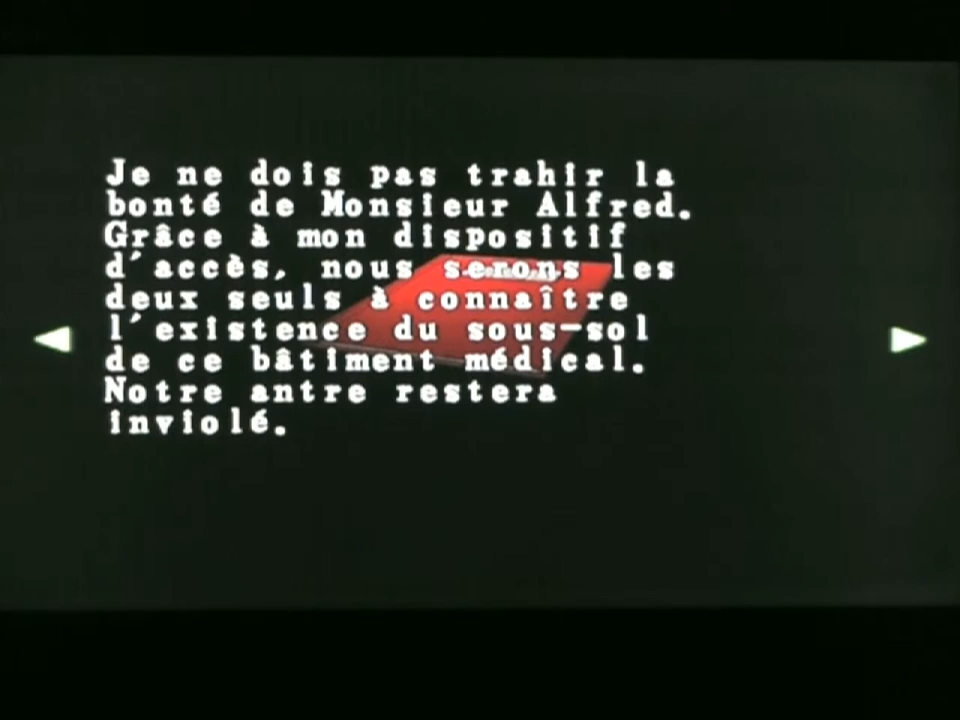 Je ne dois pas trahir la
bonté de Monsieur Alfred.
Grâce à mon dispositif
d'accès, nous serons les
deux seuls à connaître
l'existence du sous-sol
de ce bâtiment médical.
Notre antre restera
inviolé.